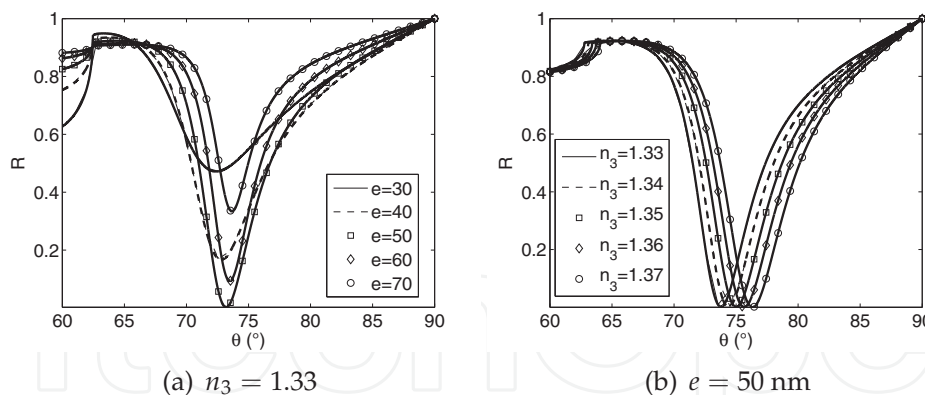 1
0.8
0.6
0.4
0.2
R
60
65
70
75
80
85
90
θ (°)
e=30
e=40
e=50
e=60
e=70
(a) n3 = 1.33
1
0.8
0.6
0.4
0.2
R
60
65
70
75
80
85
90
θ (°)
n3=1.33
n3=1.34
n3=1.35
n3=1.36
n3=1.37
(b) e = 50 nm